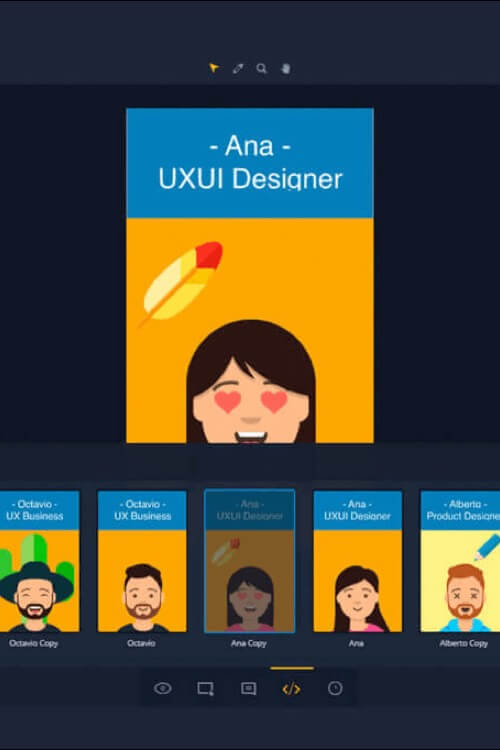 - Ana -
UXUI Designer
- Octavio -
UX Business
- Octavio -
UX Business
- Ana -
UXUI Designer
- Ana -
UXUI Designer
- Alberto -
Product Designe
Octavio Copy
Octavio
Ana Copy
Ana
Alberto Copy